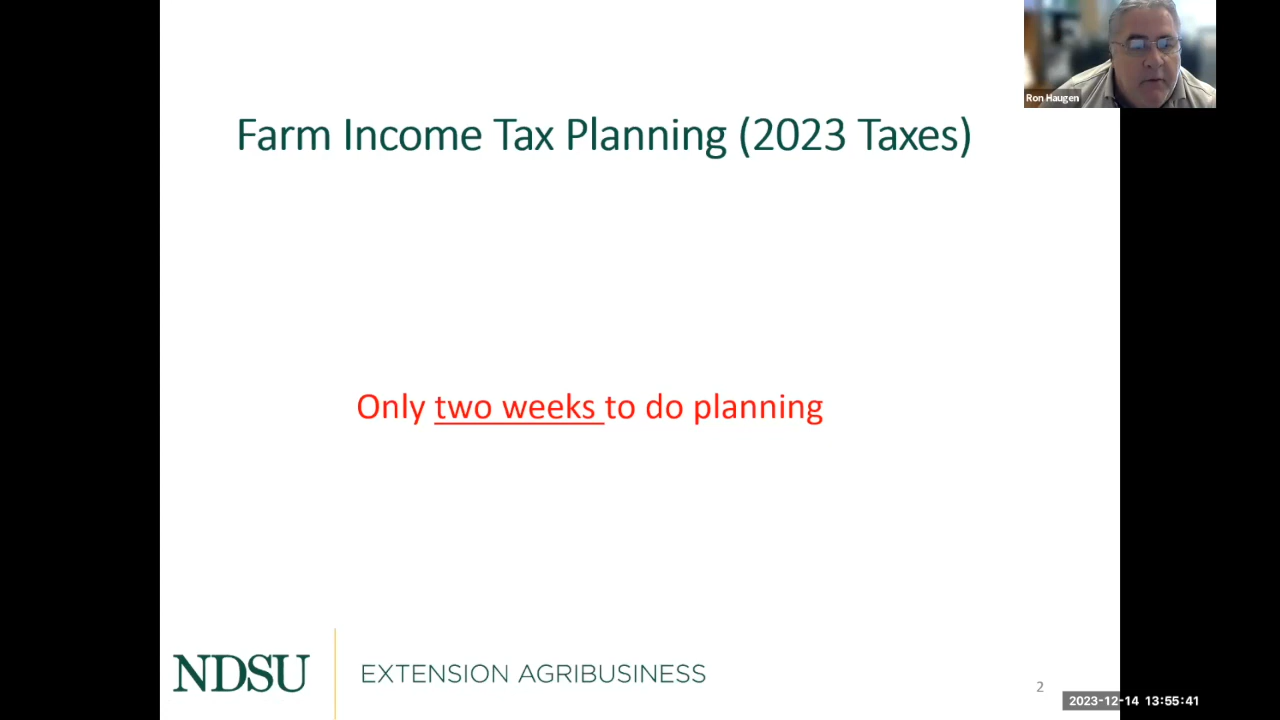 Ron Haugen
Farm Income Tax Planning (2023 Taxes)
Only two weeks to do planning
NDSU
EXTENSION AGRIBUSINESS
2
2023-12-14 13:55:41